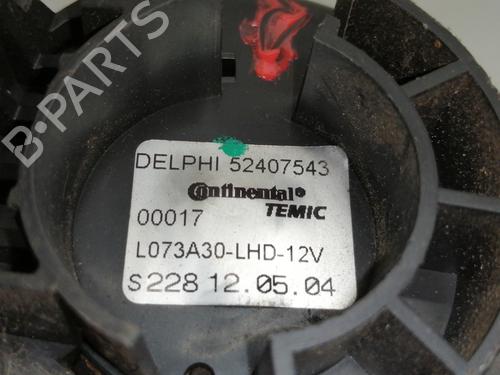 B-PARTS
DELPHI 52407543
Continental
TEMIC
00017
L073A30-LHD-12V
S228 12.05.04